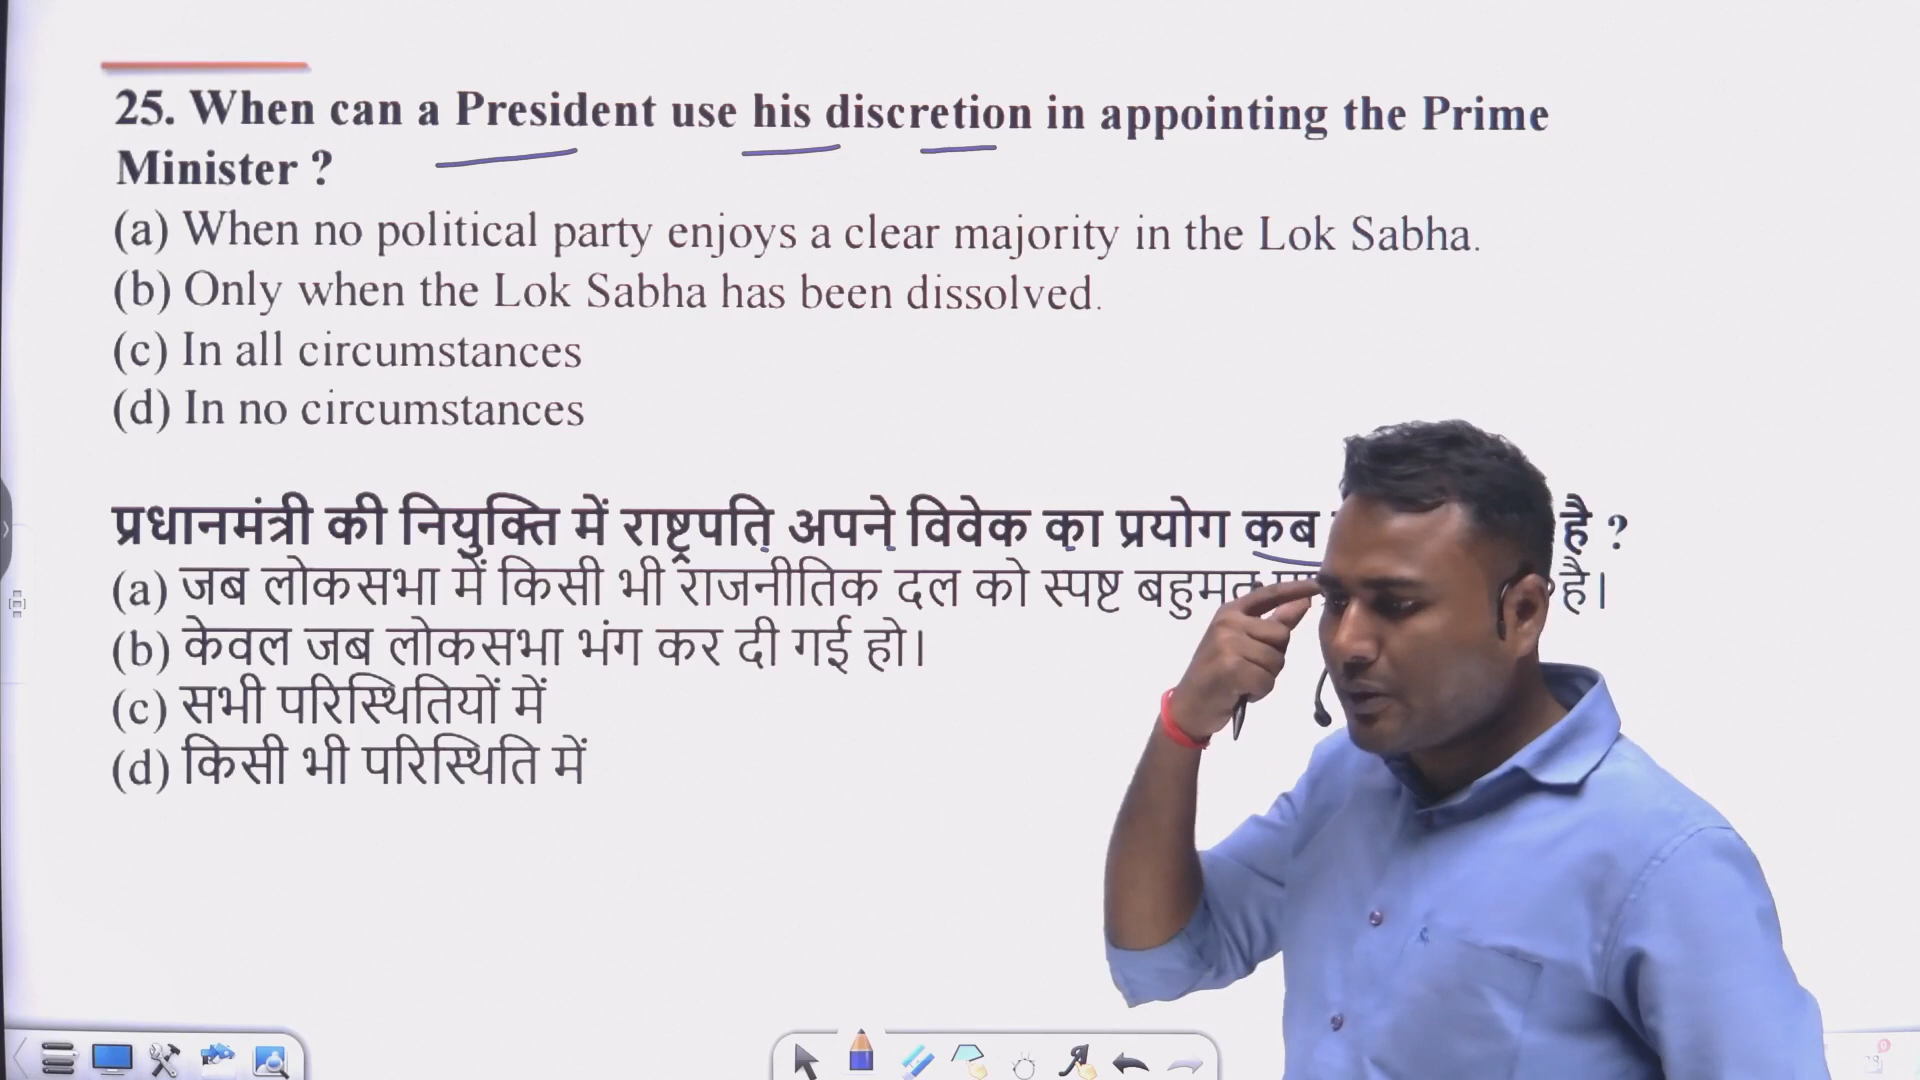 25. When can a President use his discretion in appointing the Prime
Minister ?
(a) When no political party enjoys a clear majority in the Lok Sabha.
(b) Only when the Lok Sabha has been dissolved.
(c) In all circumstances
(d) In no circumstances
प्रधानमंत्री की नियुक्ति में राष्ट्रपति अपने विवेक का प्रयोग कब है ?
(a) जब लोकसभा में किसी भी राजनीतिक दल को स्पष्ट बहुमत है।
(b) केवल जब लोकसभा भंग कर दी गई हो।
(c) सभी परिस्थितियों में
(d) किसी भी परिस्थिति में